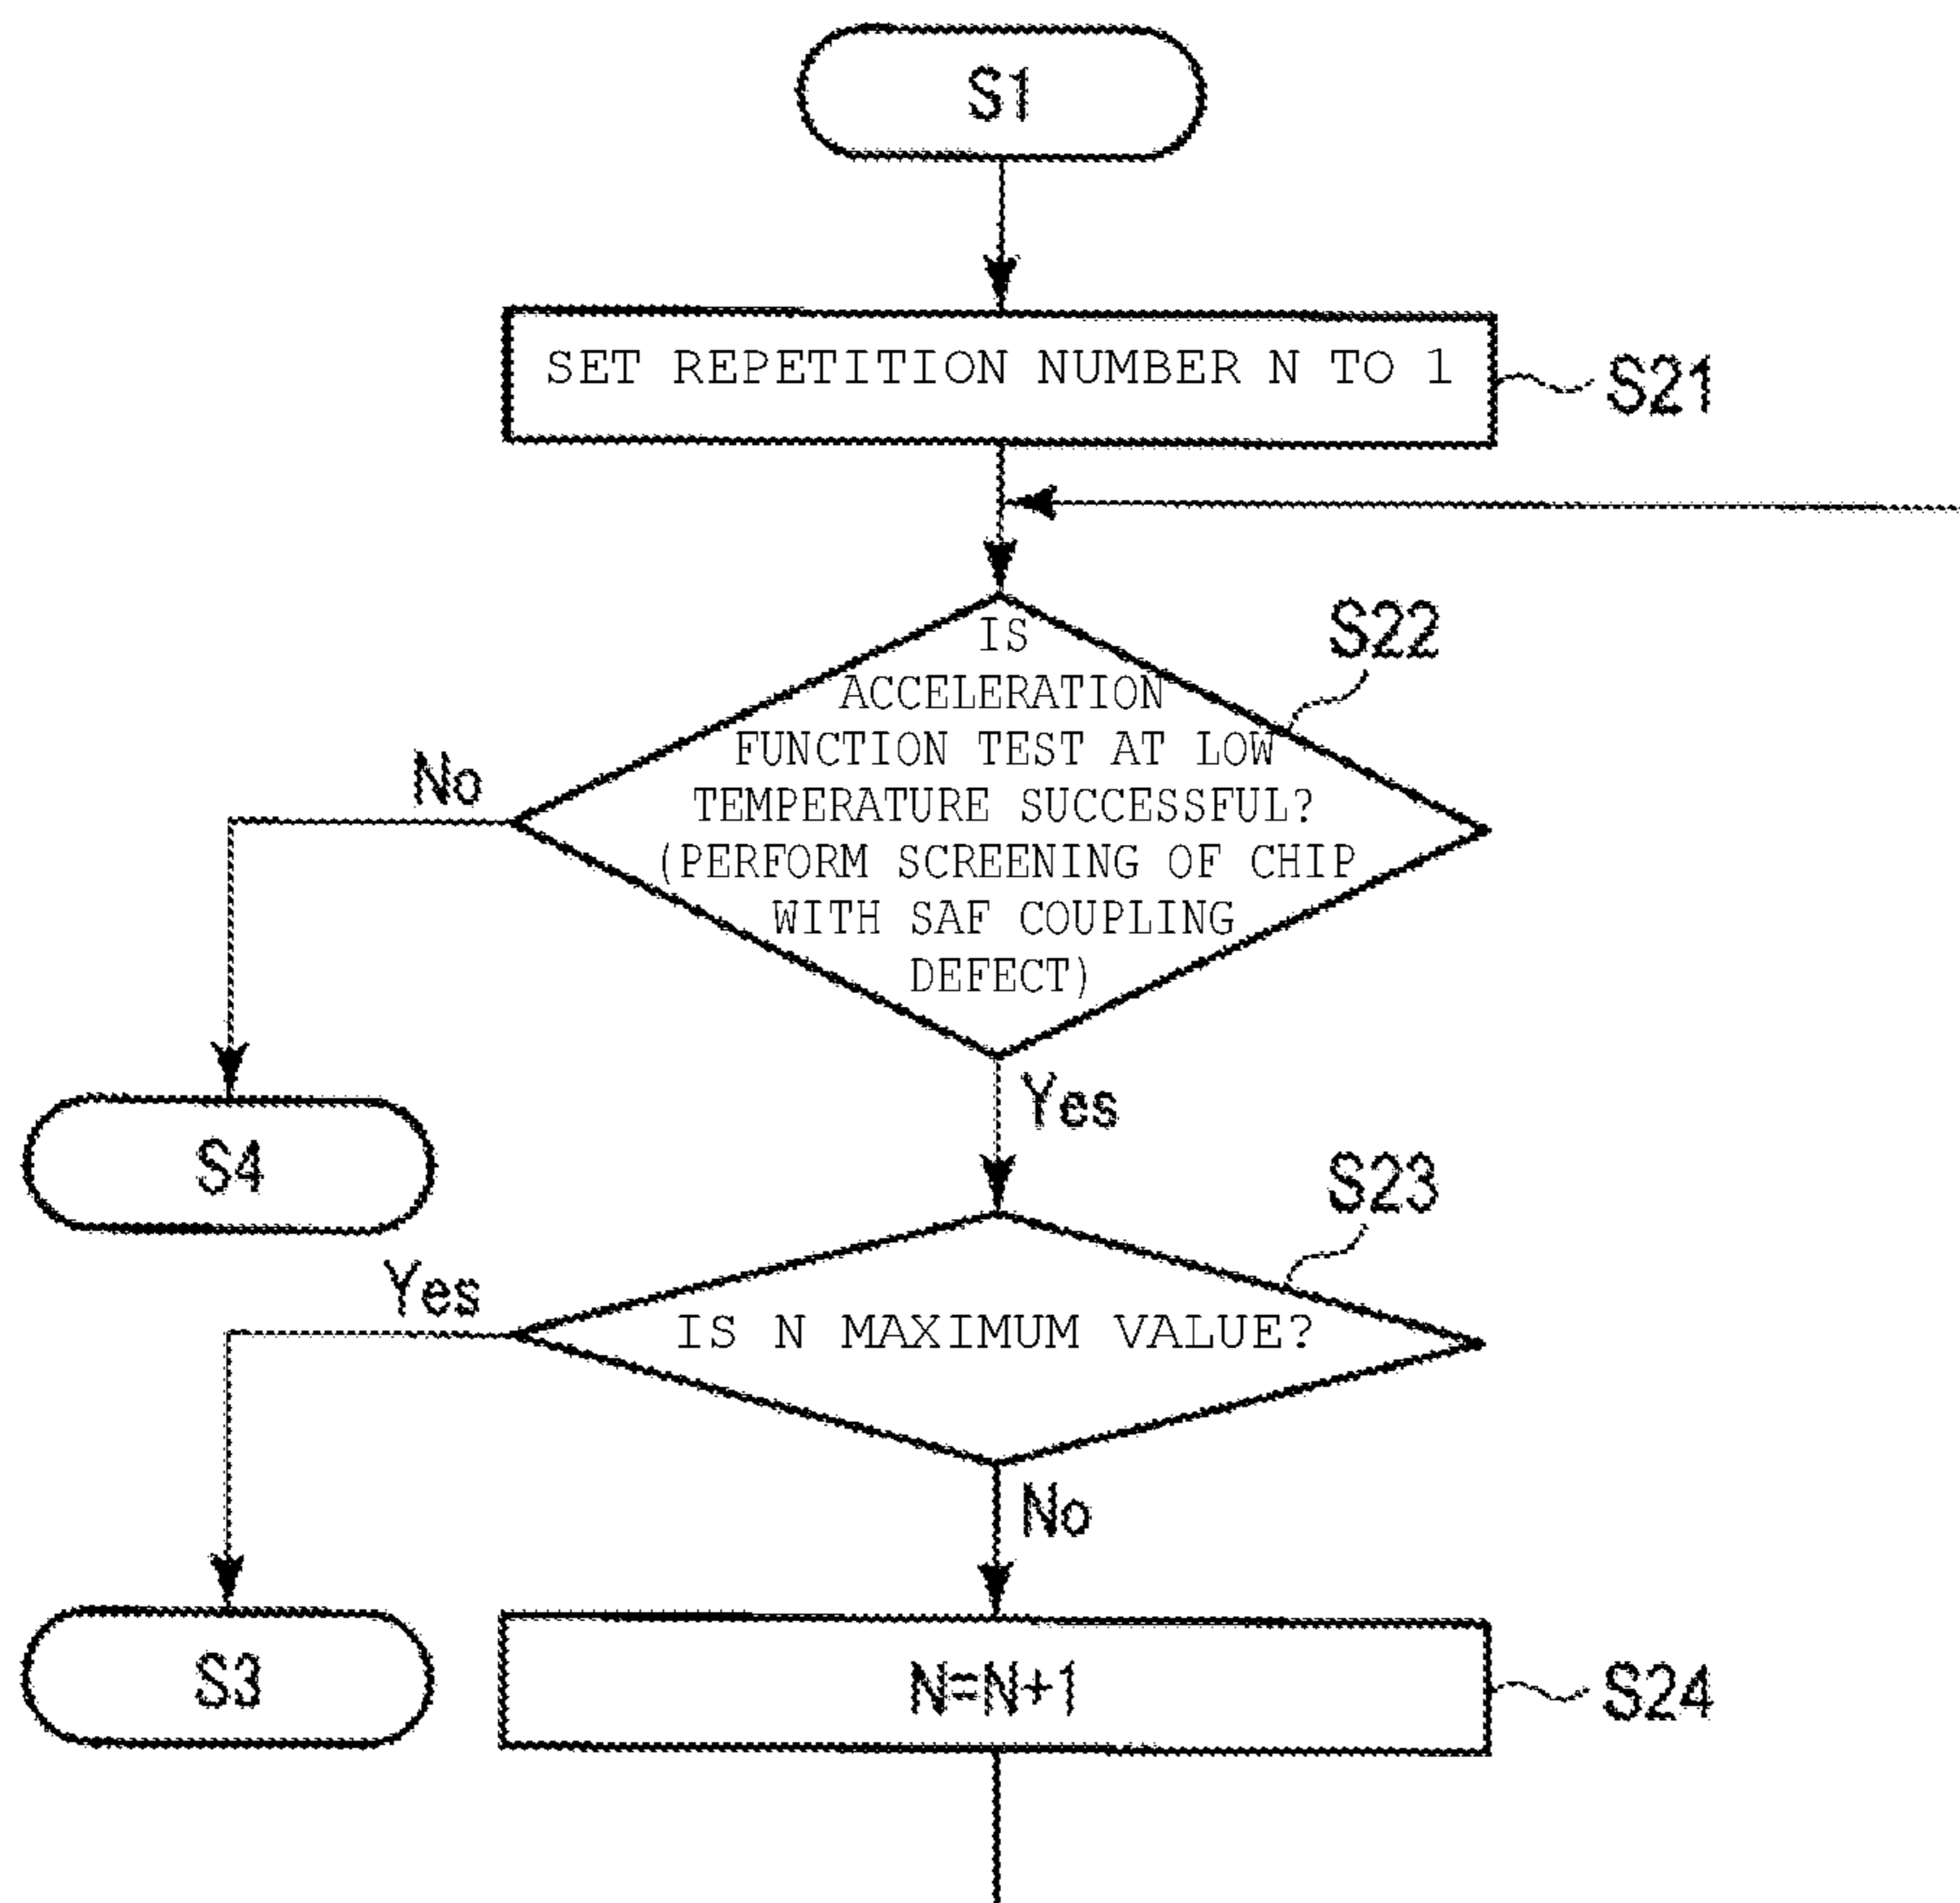 S1
SET REPETITION NUMBER N TO 1
S21
IS
ACCELERATION
FUNCTION TEST AT LOW
TEMPERATURE SUCCESSFUL?
(PERFORM SCREENING OF CHIP
WITH SAF COUPLING
DEFECT)
S22
No
Yes
S4
S23
Yes
IS N MAXIMUM VALUE?
No
S3
N=N+1
S24